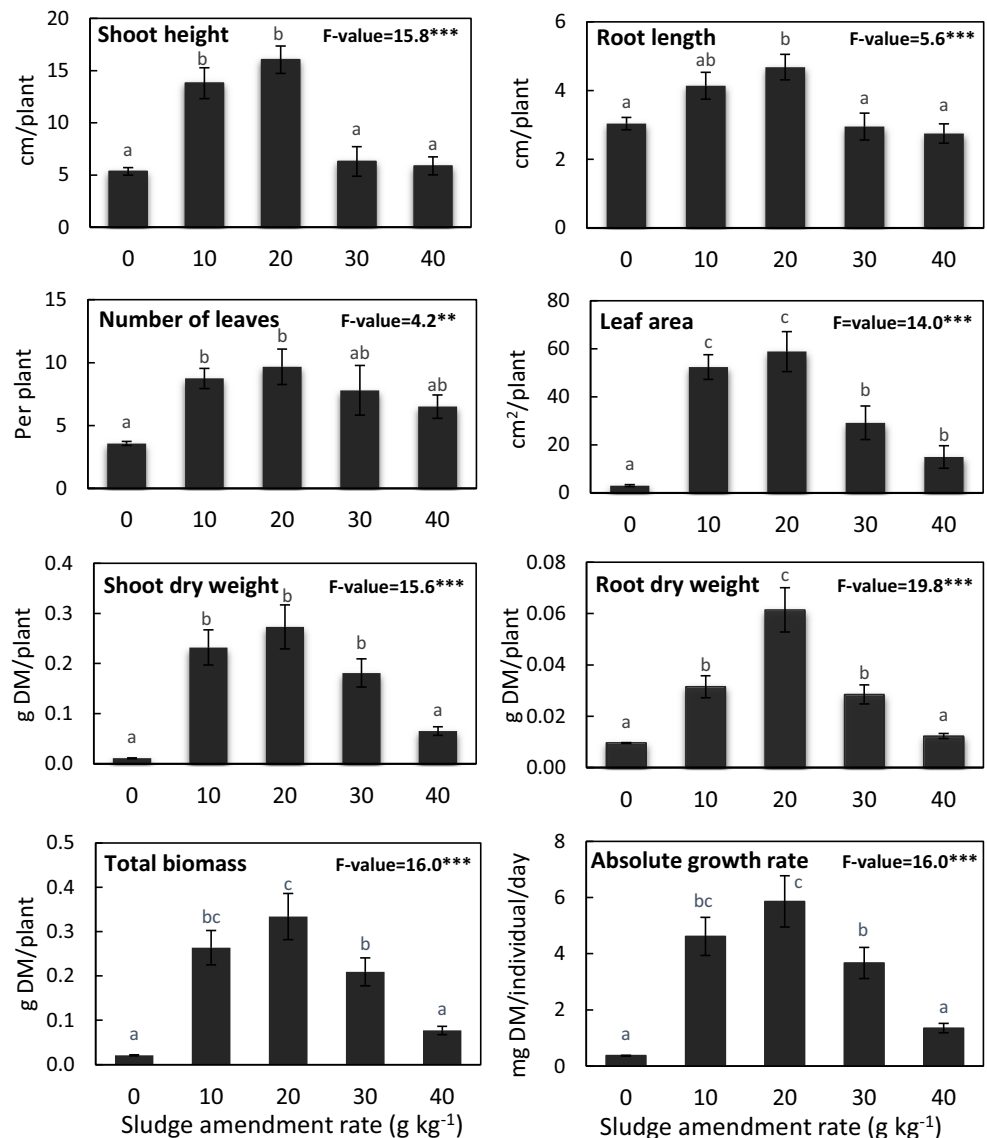 Shoot height
F-value=15.8***
cm/plant
20
15
10
5
0
a
b
b
a
a
0 10 20 30 40
Root length
F-value=5.6***
cm/plant
6
4
2
0
a
ab
b
a
a
0 10 20 30 40
Number of leaves
F-value=4.2**
Per plant
15
10
5
0
a
b
b
ab
ab
0 10 20 30 40
Leaf area
F=value=14.0***
cm²/plant
80
60
40
20
0
a
c
c
b
b
0 10 20 30 40
Shoot dry weight
F-value=15.6***
g DM/plant
0.4
0.3
0.2
0.1
0.0
a
b
b
b
a
0 10 20 30 40
Root dry weight
F-value=19.8***
g DM/plant
0.08
0.06
0.04
0.02
0.00
a
b
c
b
a
0 10 20 30 40
Total biomass
F-value=16.0***
g DM/plant
0.5
0.4
0.3
0.2
0.1
0.0
a
bc
c
b
a
0 10 20 30 40
Sludge amendment rate (g kg⁻¹)
Absolute growth rate
F-value=16.0***
mg DM/individual/day
8
6
4
2
0
a
bc
c
b
a
0 10 20 30 40
Sludge amendment rate (g kg⁻¹)